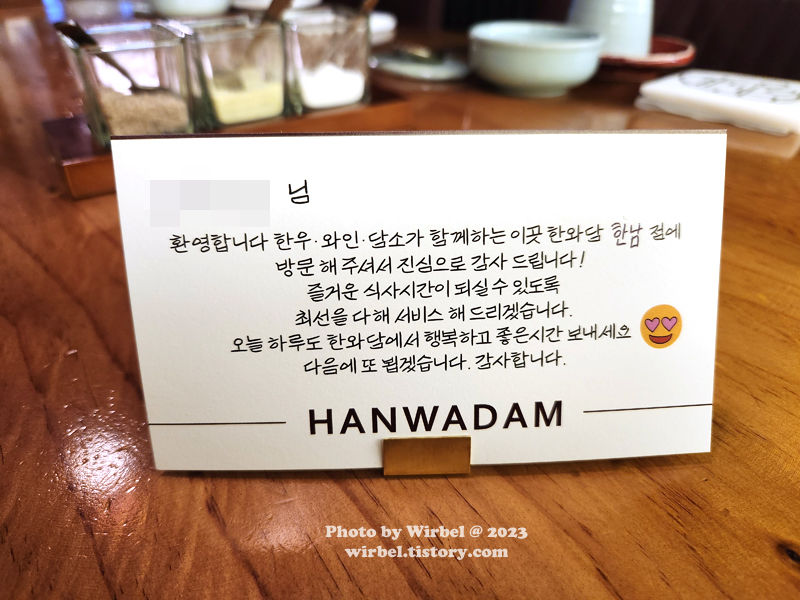 님
환영합니다 한우·와인·담소가 함께하는 이곳 한와담 한남 점에
방문 해 주셔서 진심으로 감사 드립니다!
즐거운 식사시간이 되실 수 있도록
최선을 다해 서비스 해 드리겠습니다.
오늘 하루도 한와담에서 행복하고 좋은시간 보내세요
다음에 또 뵙겠습니다. 감사합니다.
HANWADAM
Photo by Wirbel @ 2023
wirbel.tistory.com